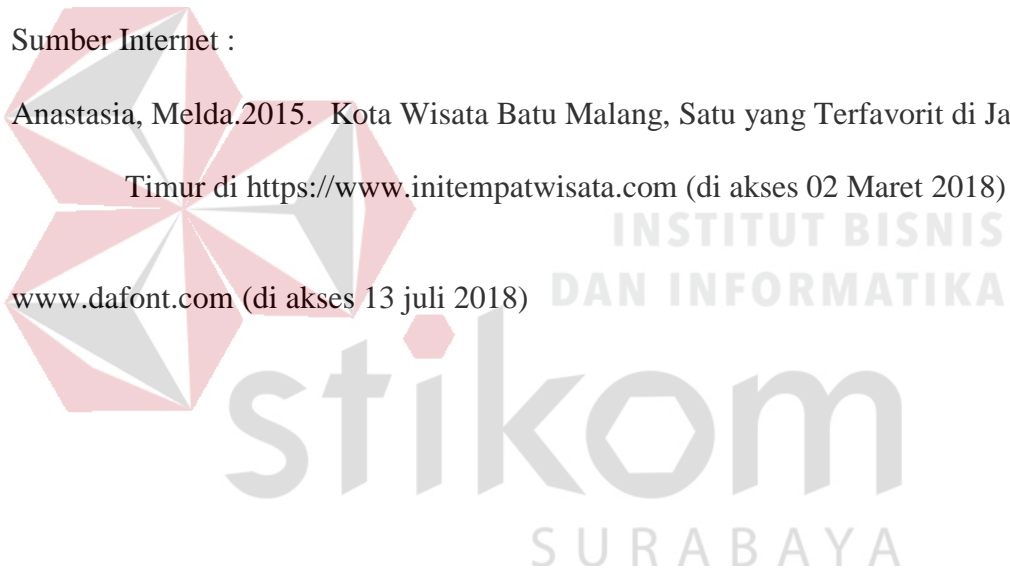 Sumber Internet :
Anastasia, Melda.2015. Kota Wisata Batu Malang, Satu yang Terfavorit di Ja
Timur di https://www.initempatwisata.com (di akses 02 Maret 2018)
INSTITUT BISNIS
DAN INFORMATIKA
www.dafont.com (di akses 13 juli 2018)
stikom
SURABAYA